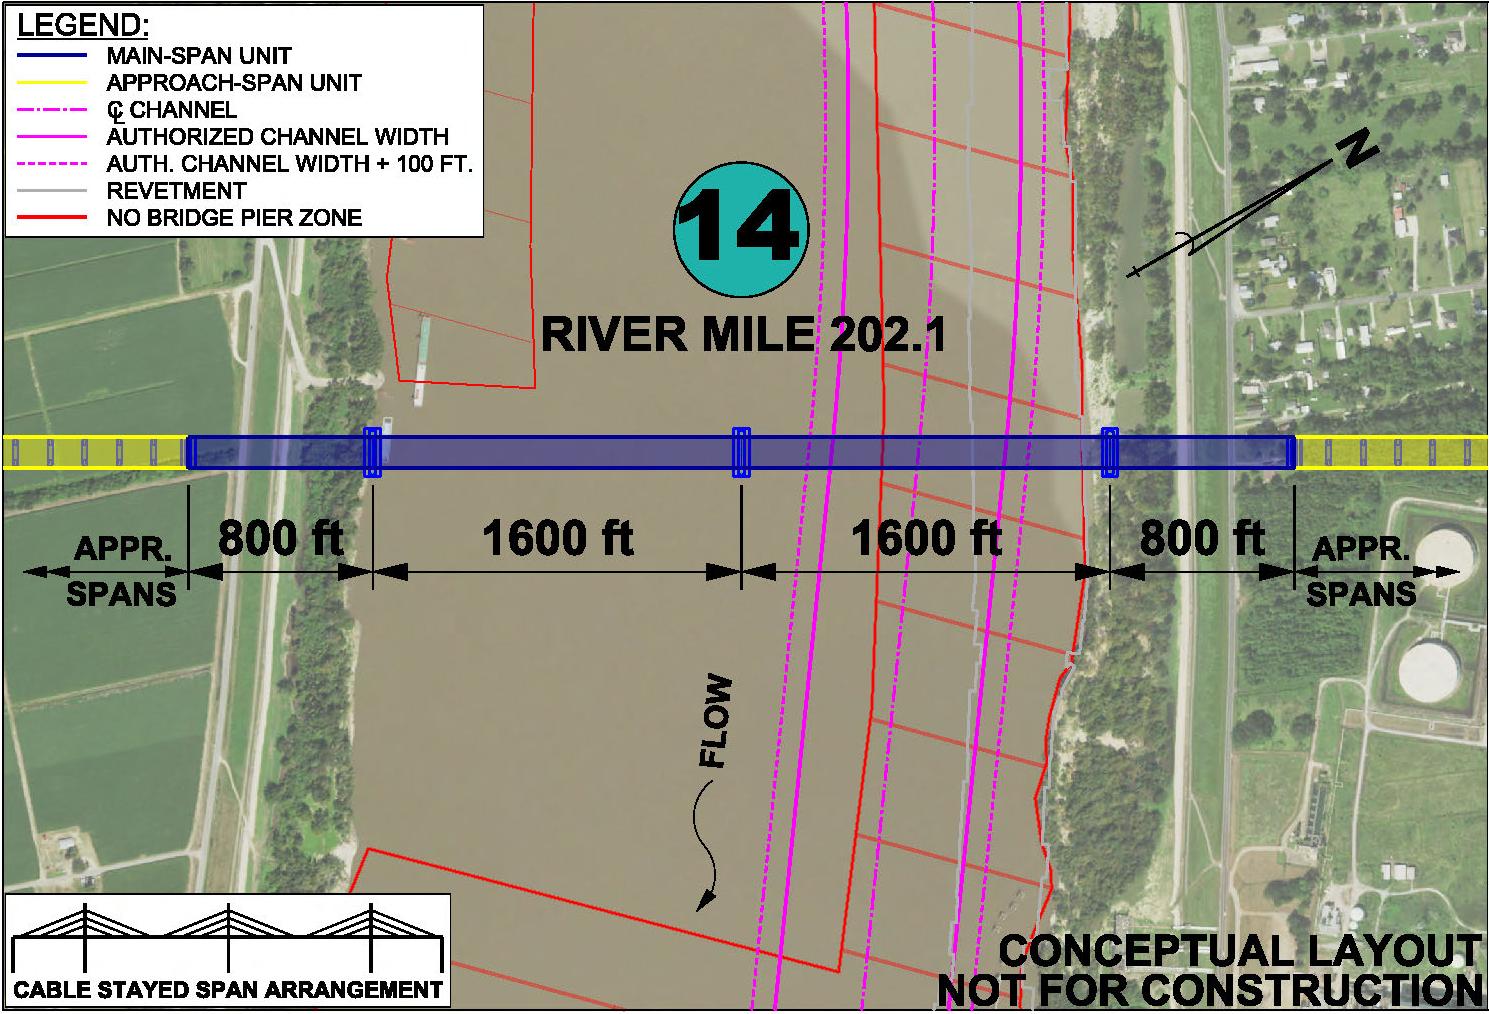 LEGEND:
MAIN-SPAN UNIT
APPROACH-SPAN UNIT
℄ CHANNEL
AUTHORIZED CHANNEL WIDTH
AUTH. CHANNEL WIDTH + 100 FT.
REVETMENT
NO BRIDGE PIER ZONE
14
RIVER MILE 202.1
N
APPR.
SPANS
800 ft
1600 ft
1600 ft
800 ft
APPR.
SPANS
FLOW
CABLE STAYED SPAN ARRANGEMENT
CONCEPTUAL LAYOUT
NOT FOR CONSTRUCTION